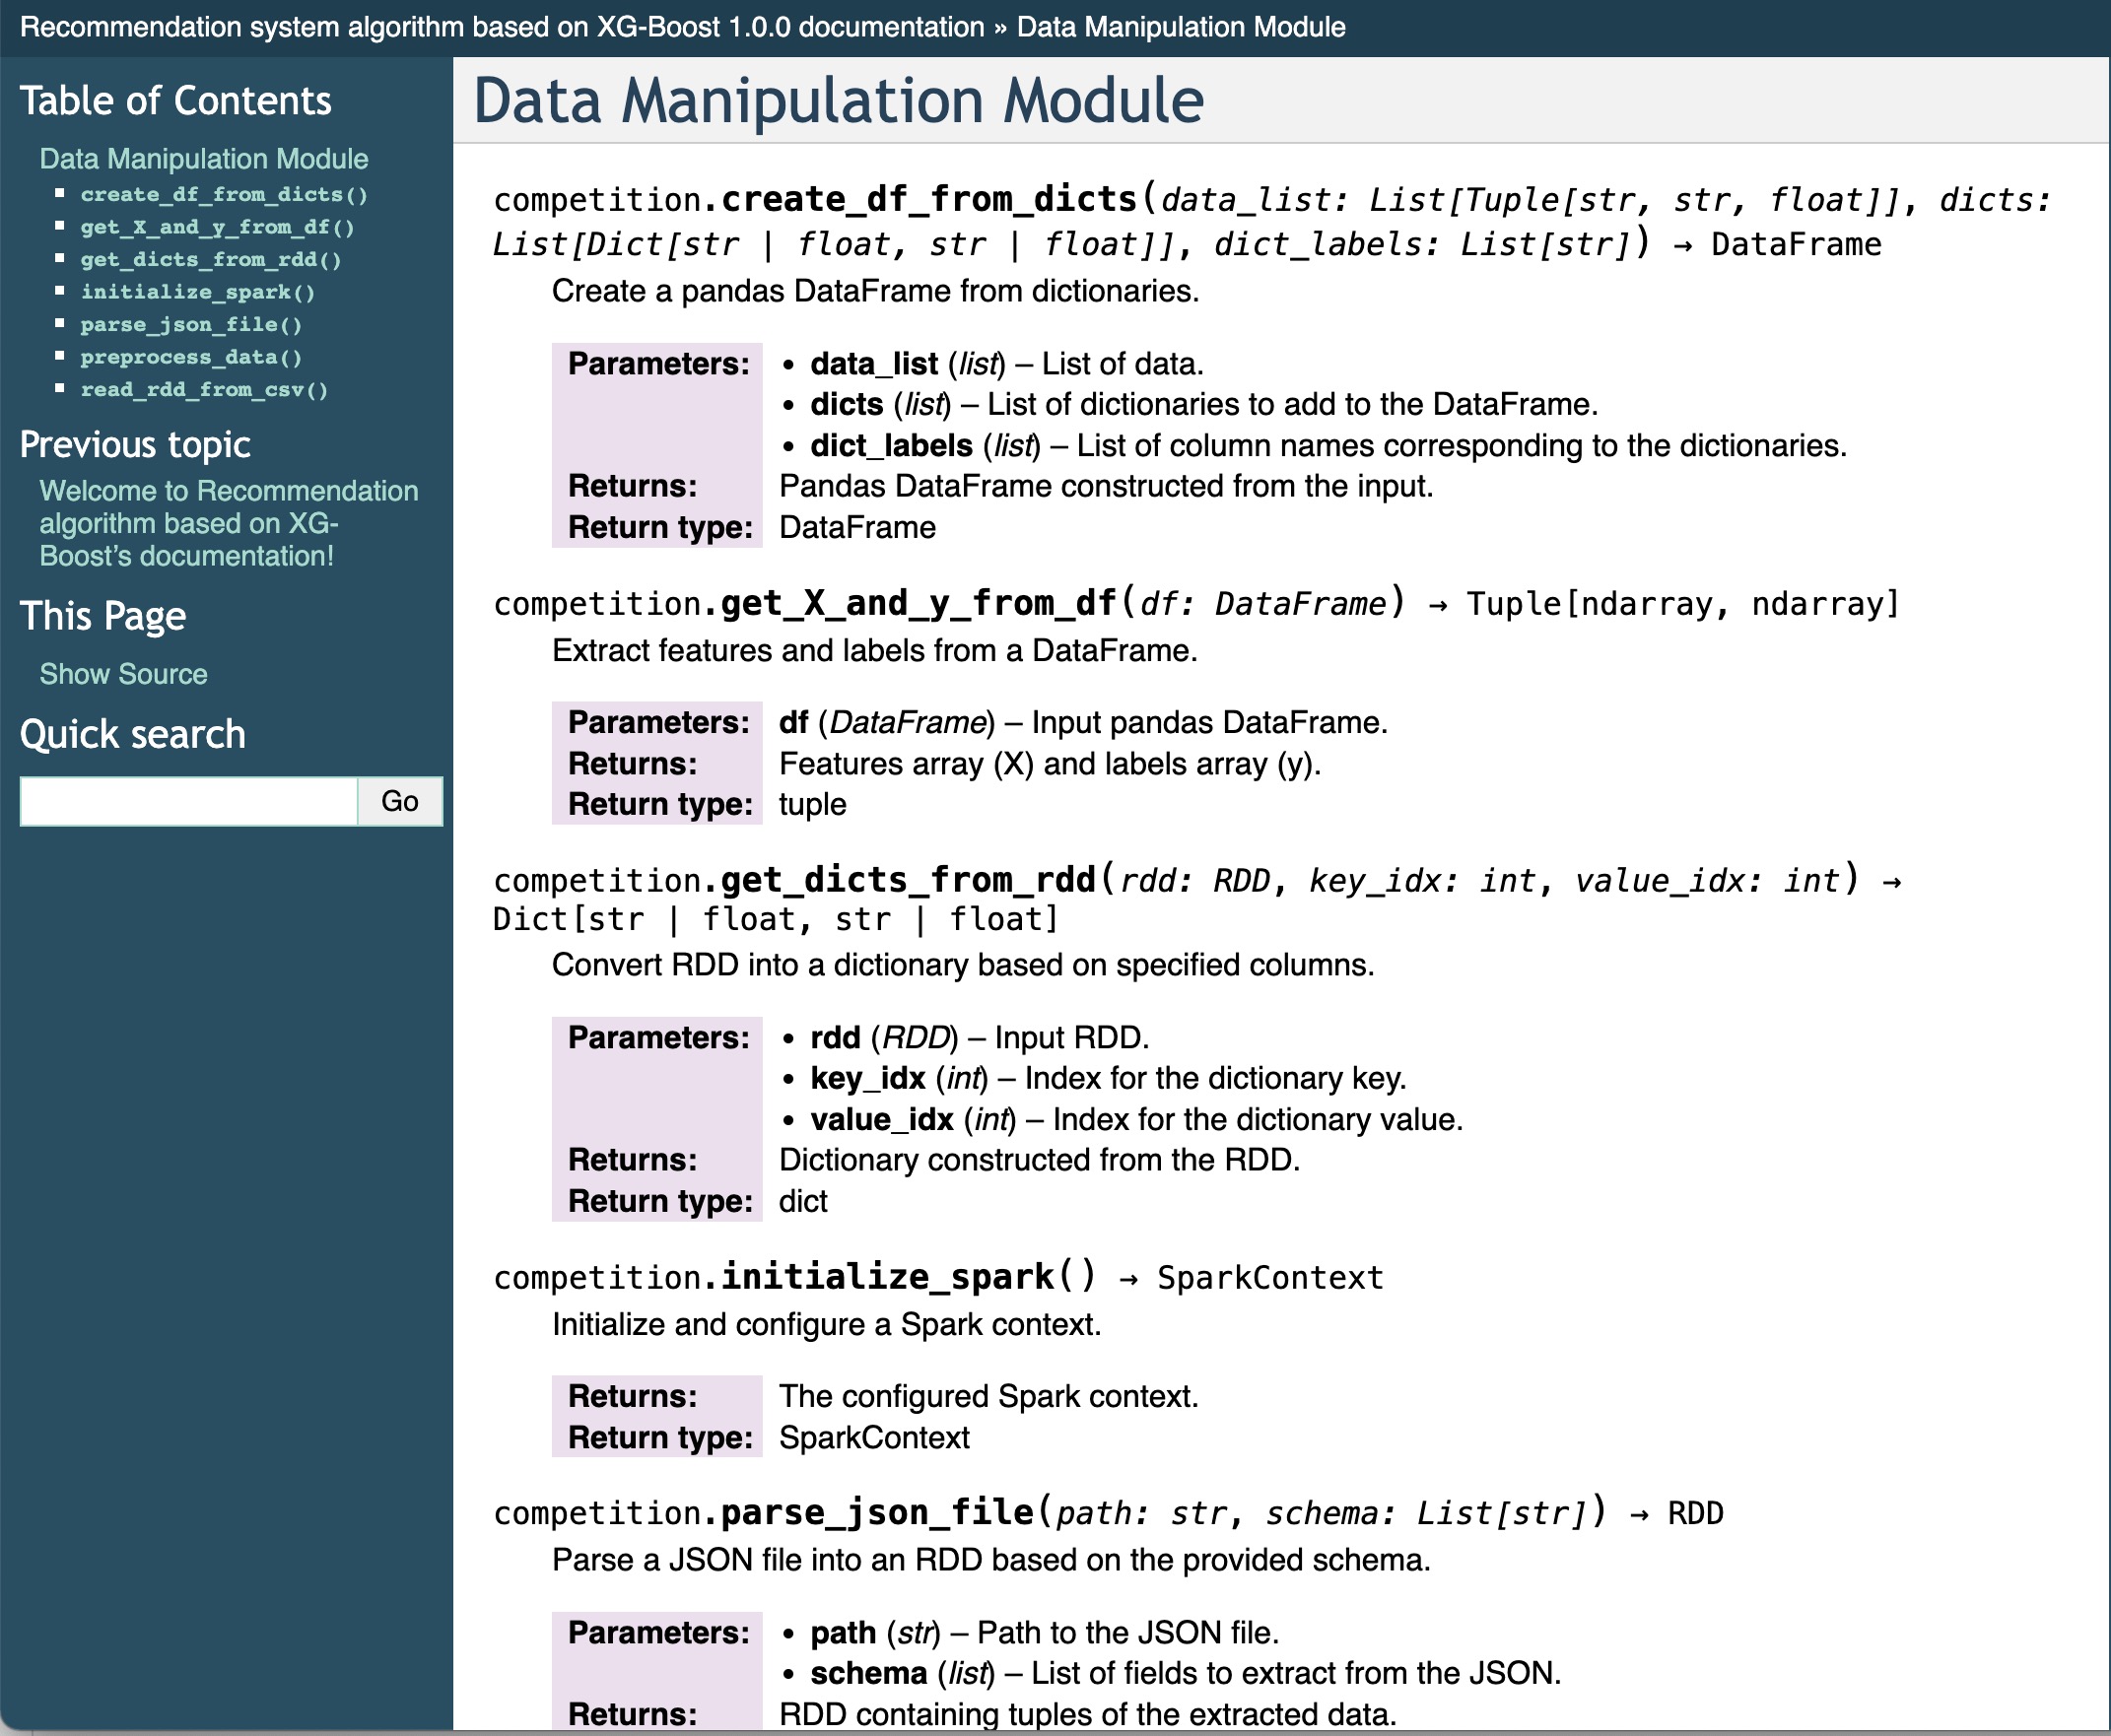 Recommendation system algorithm based on XG-Boost 1.0.0 documentation » Data Manipulation Module
Table of Contents
Data Manipulation Module
create_df_from_dicts()
get_X_and_y_from_df()
get_dicts_from_rdd()
initialize_spark()
parse_json_file()
preprocess_data()
read_rdd_from_csv()
Previous topic
Welcome to Recommendation
algorithm based on XG-
Boost’s documentation!
This Page
Show Source
Quick search
Go
Data Manipulation Module
competition.create_df_from_dicts(data_list: List[Tuple[str, str, float]], dicts:
List[Dict[str | float, str | float]], dict_labels: List[str]) → DataFrame
Create a pandas DataFrame from dictionaries.
Parameters: • data_list (list) – List of data.
• dicts (list) – List of dictionaries to add to the DataFrame.
• dict_labels (list) – List of column names corresponding to the dictionaries.
Returns: Pandas DataFrame constructed from the input.
Return type: DataFrame
competition.get_X_and_y_from_df(df: DataFrame) → Tuple[ndarray, ndarray]
Extract features and labels from a DataFrame.
Parameters: df (DataFrame) – Input pandas DataFrame.
Returns: Features array (X) and labels array (y).
Return type: tuple
competition.get_dicts_from_rdd(rdd: RDD, key_idx: int, value_idx: int) →
Dict[str | float, str | float]
Convert RDD into a dictionary based on specified columns.
Parameters: • rdd (RDD) – Input RDD.
• key_idx (int) – Index for the dictionary key.
• value_idx (int) – Index for the dictionary value.
Returns: Dictionary constructed from the RDD.
Return type: dict
competition.initialize_spark() → SparkContext
Initialize and configure a Spark context.
Returns: The configured Spark context.
Return type: SparkContext
competition.parse_json_file(path: str, schema: List[str]) → RDD
Parse a JSON file into an RDD based on the provided schema.
Parameters: • path (str) – Path to the JSON file.
• schema (list) – List of fields to extract from the JSON.
Returns: RDD containing tuples of the extracted data.